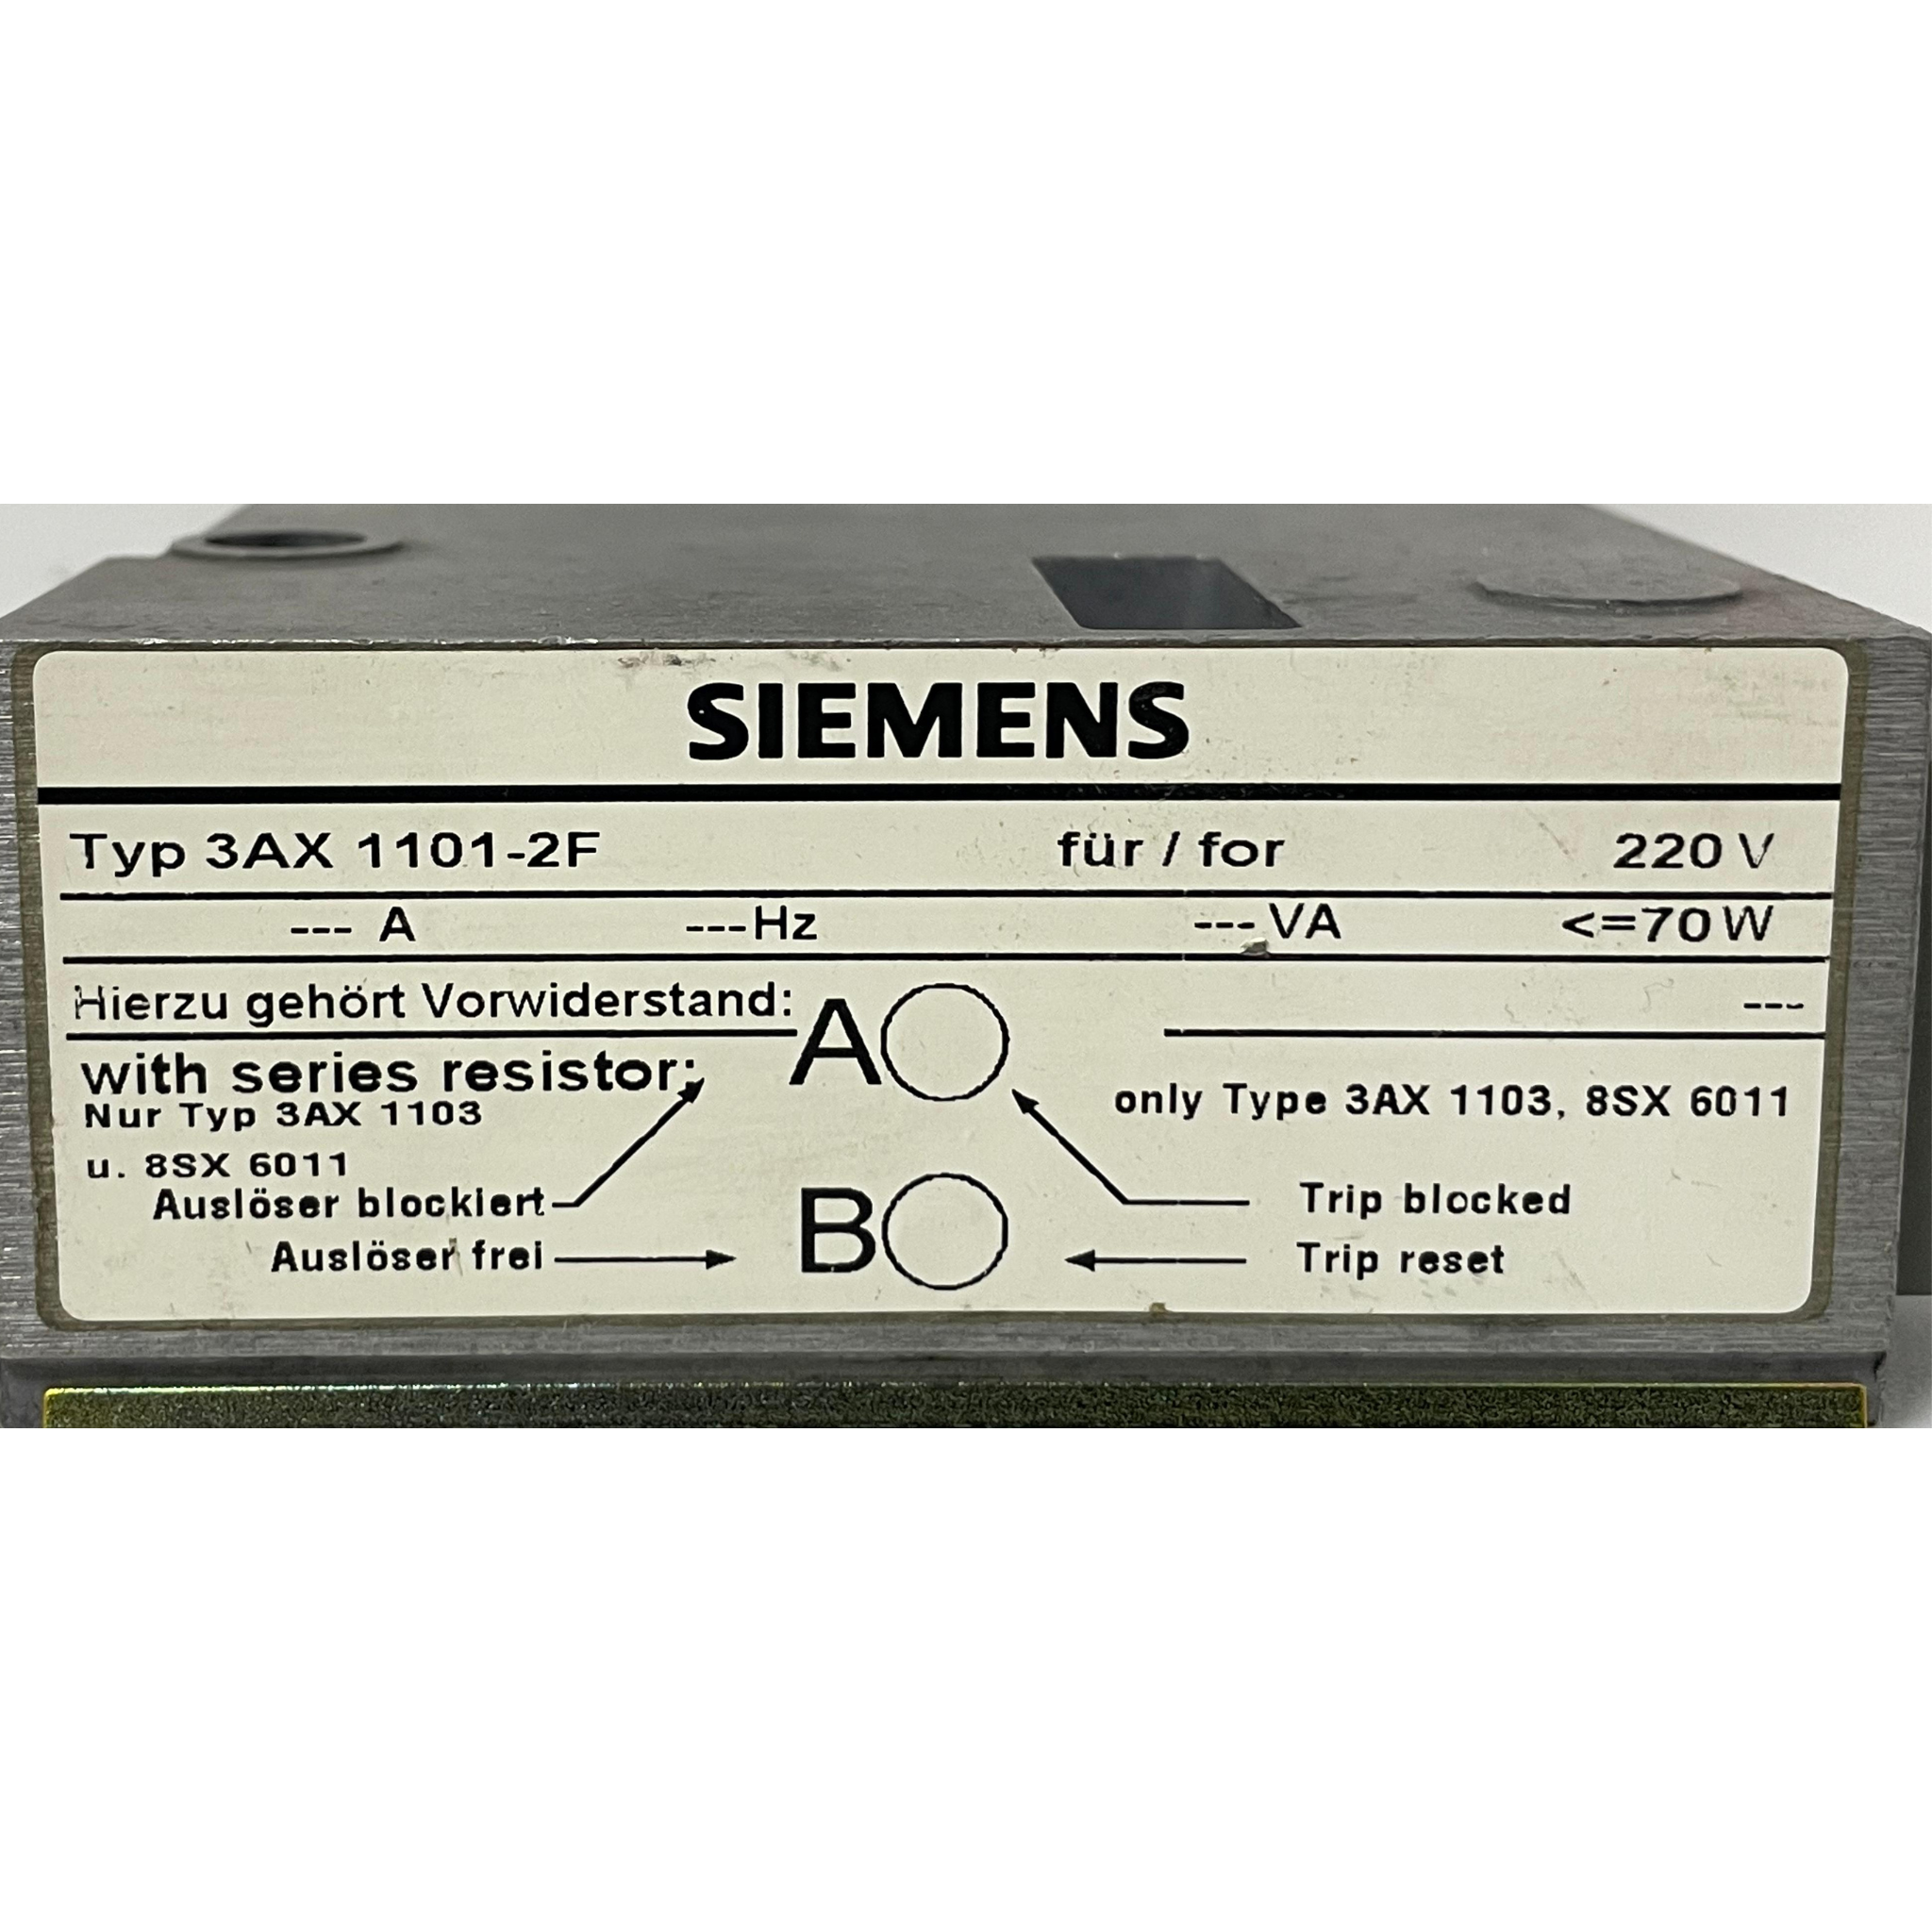 SIEMENS
Typ 3AX 1101-2F für / for 220 V
--- A ---Hz ---VA <=70 W
Hierzu gehört Vorwiderstand: ---
with series resistor:
A
Nur Typ 3AX 1103
u. 8SX 6011
only Type 3AX 1103, 8SX 6011
Auslöser blockiert Trip blocked
Auslöser frei B Trip reset